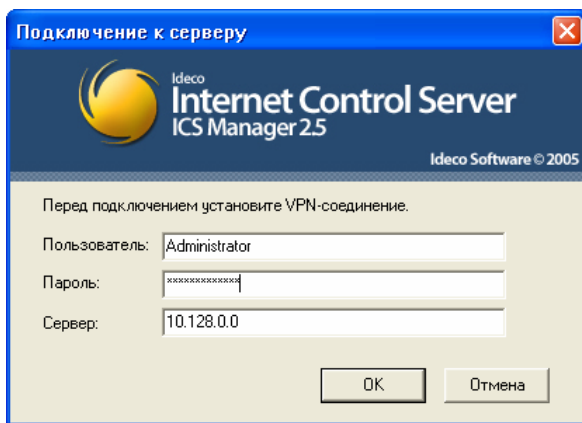 Подключение к серверу
Ideco
Internet Control Server
ICS Manager 2.5
Ideco Software © 2005
Перед подключением установите VPN-соединение.
Пользователь: Administrator
Пароль: *************
Сервер: 10.128.0.0
OK Отмена